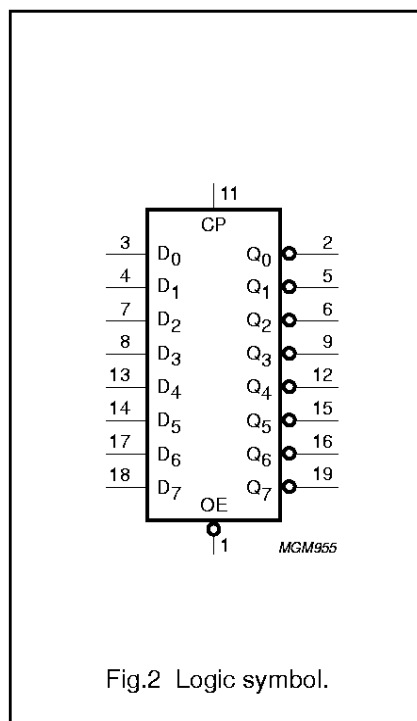 11
CP
3 D0 Q0 2
4 D1 Q1 5
7 D2 Q2 6
8 D3 Q3 9
13 D4 Q4 12
14 D5 Q5 15
17 D6 Q6 16
18 D7 Q7 19
OE
1 MGM955
Fig.2 Logic symbol.